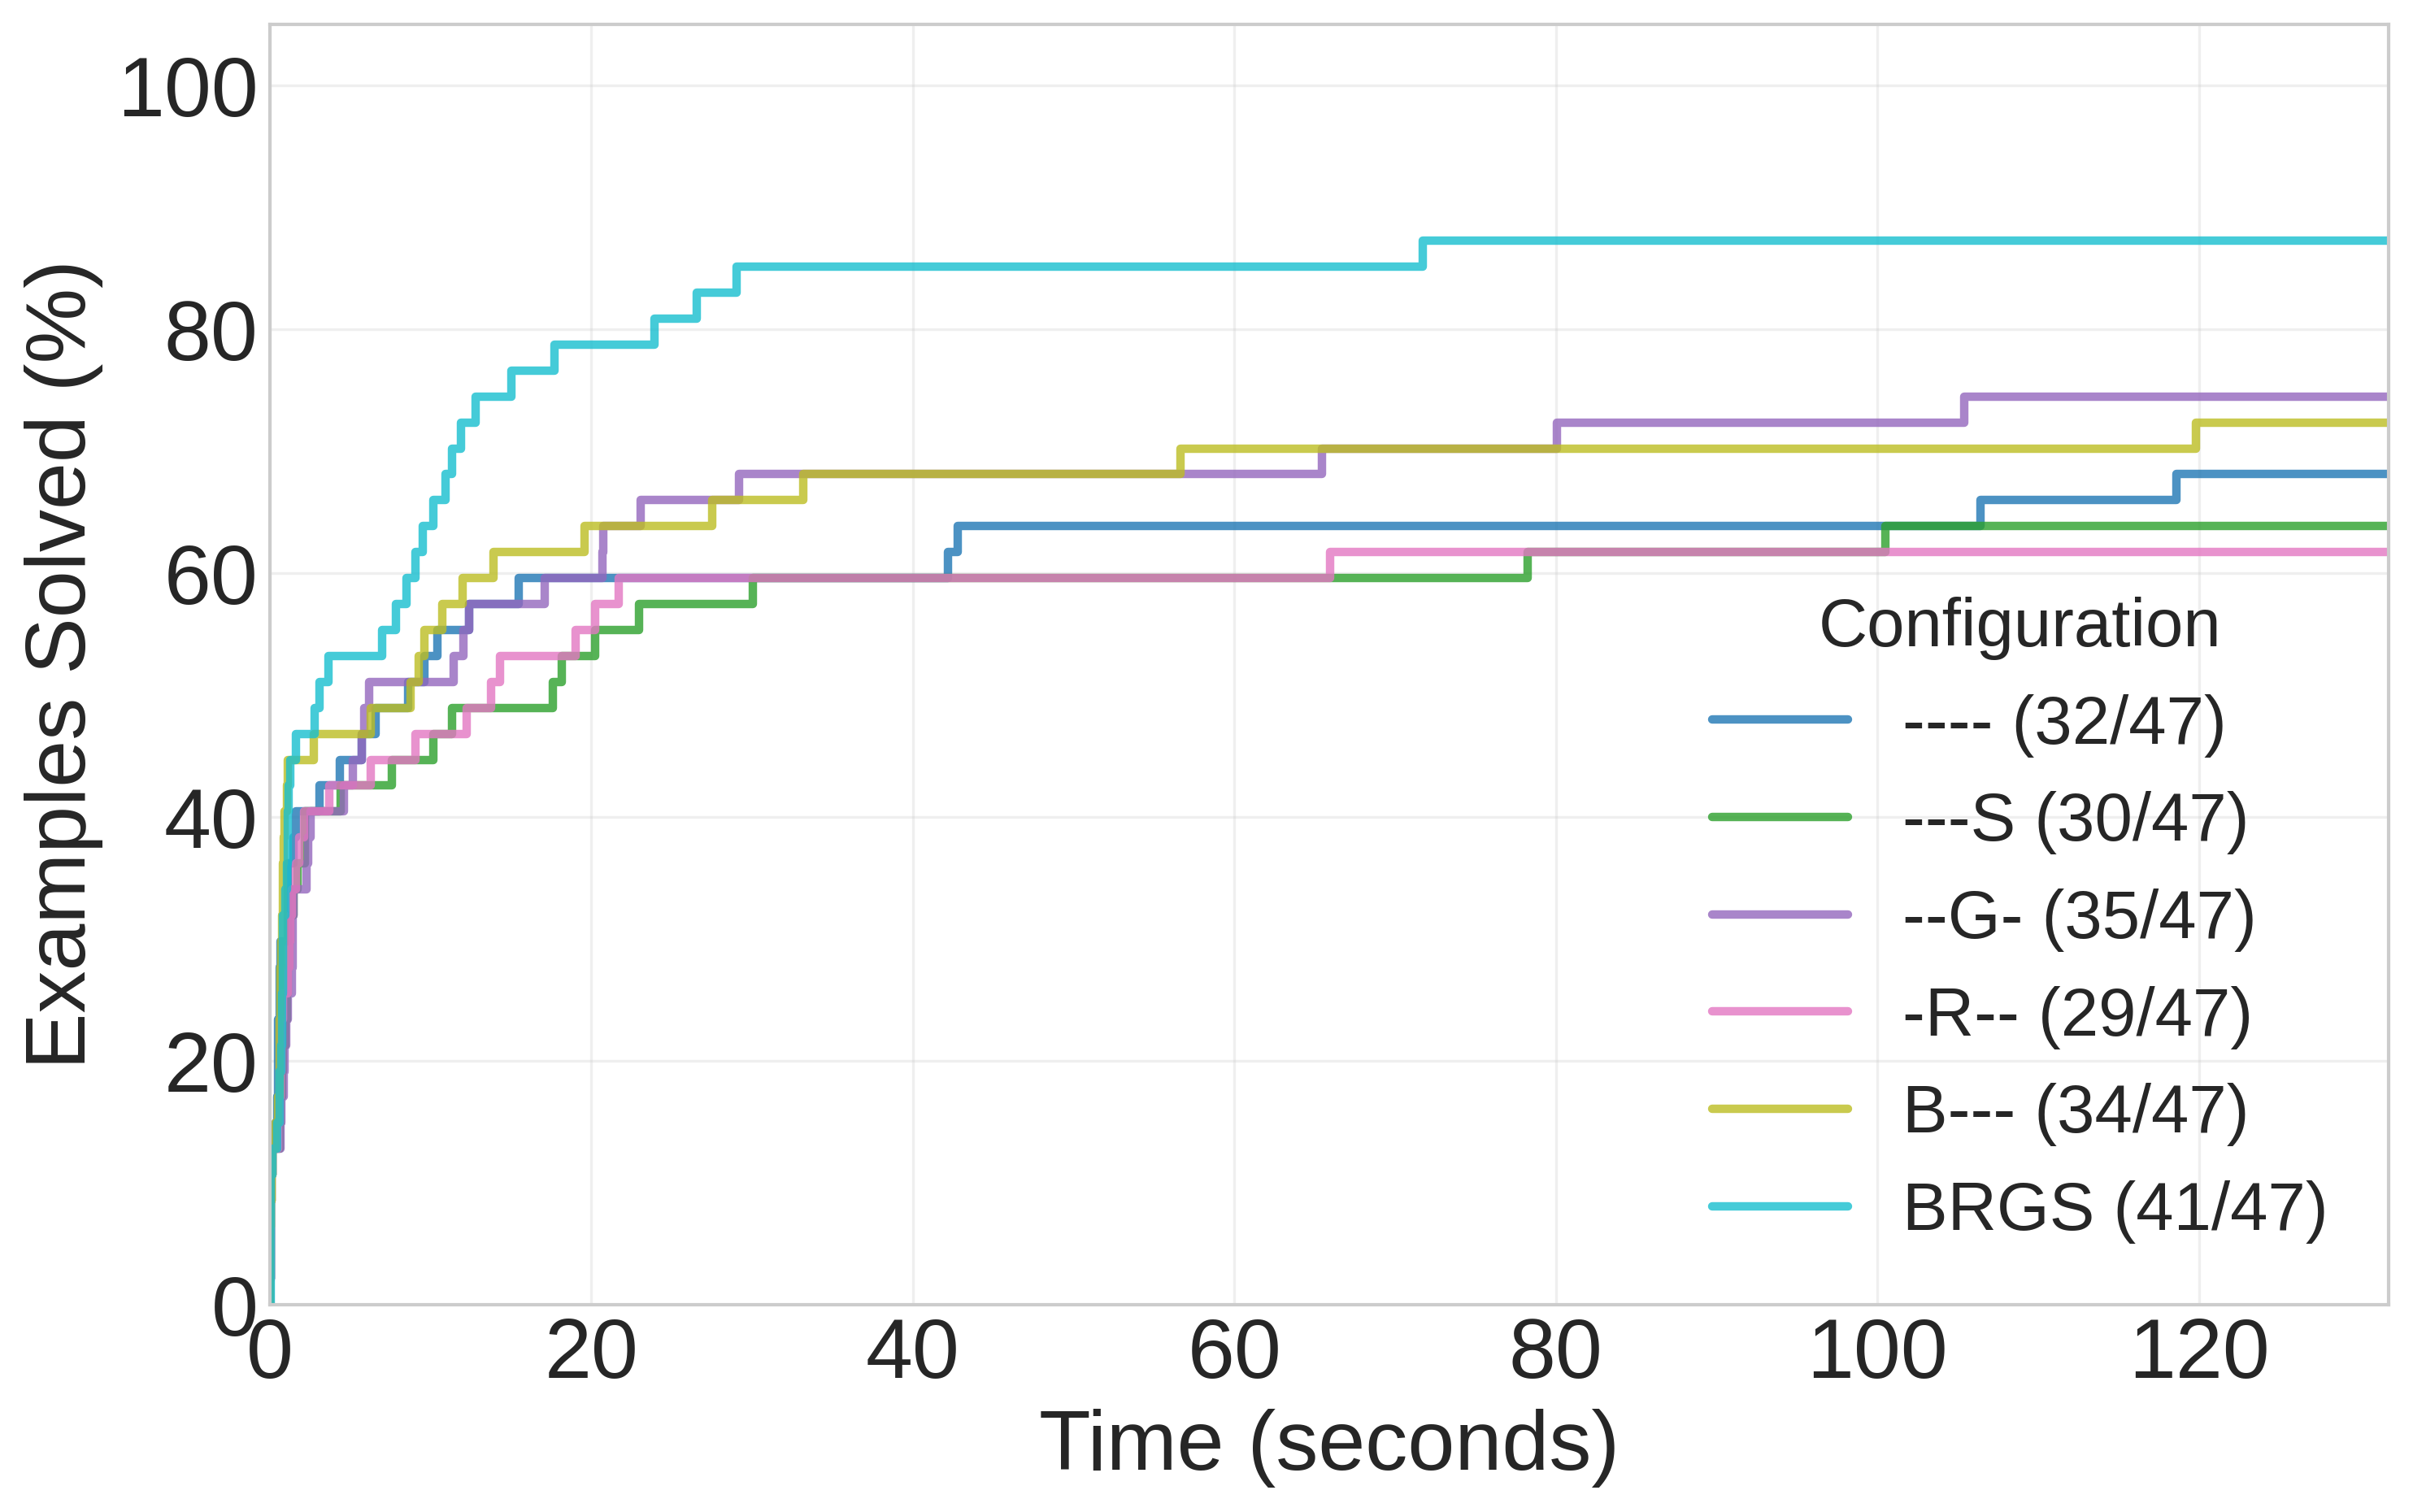 Examples Solved (%)
100
80
60
40
20
0
0 20 40 60 80 100 120
Time (seconds)
Configuration
---- (32/47)
---S (30/47)
--G- (35/47)
-R-- (29/47)
B--- (34/47)
BRGS (41/47)